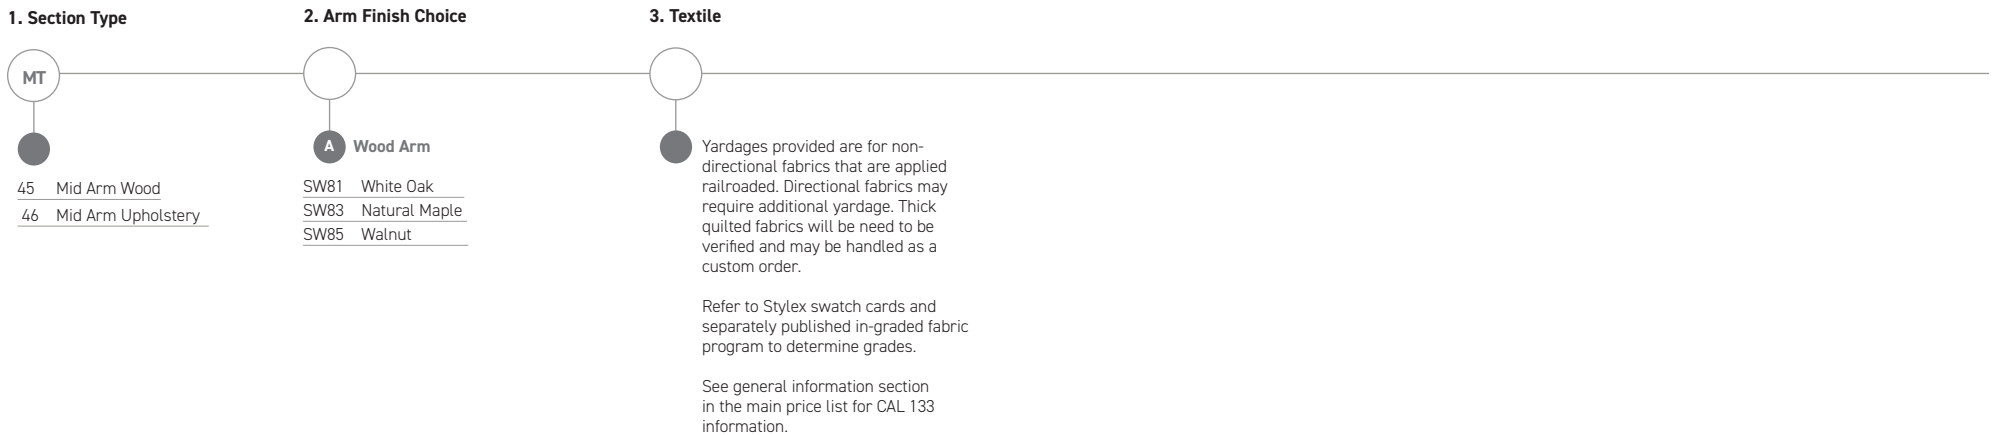 1. Section Type
MT
45 Mid Arm Wood
46 Mid Arm Upholstery
2. Arm Finish Choice
A Wood Arm
SW81 White Oak
SW83 Natural Maple
SW85 Walnut
3. Textile
Yardages provided are for non-
directional fabrics that are applied
railroaded. Directional fabrics may
require additional yardage. Thick
quilted fabrics will be need to be
verified and may be handled as a
custom order.
Refer to Stylex swatch cards and
separately published in-graded fabric
program to determine grades.
See general information section
in the main price list for CAL 133
information.